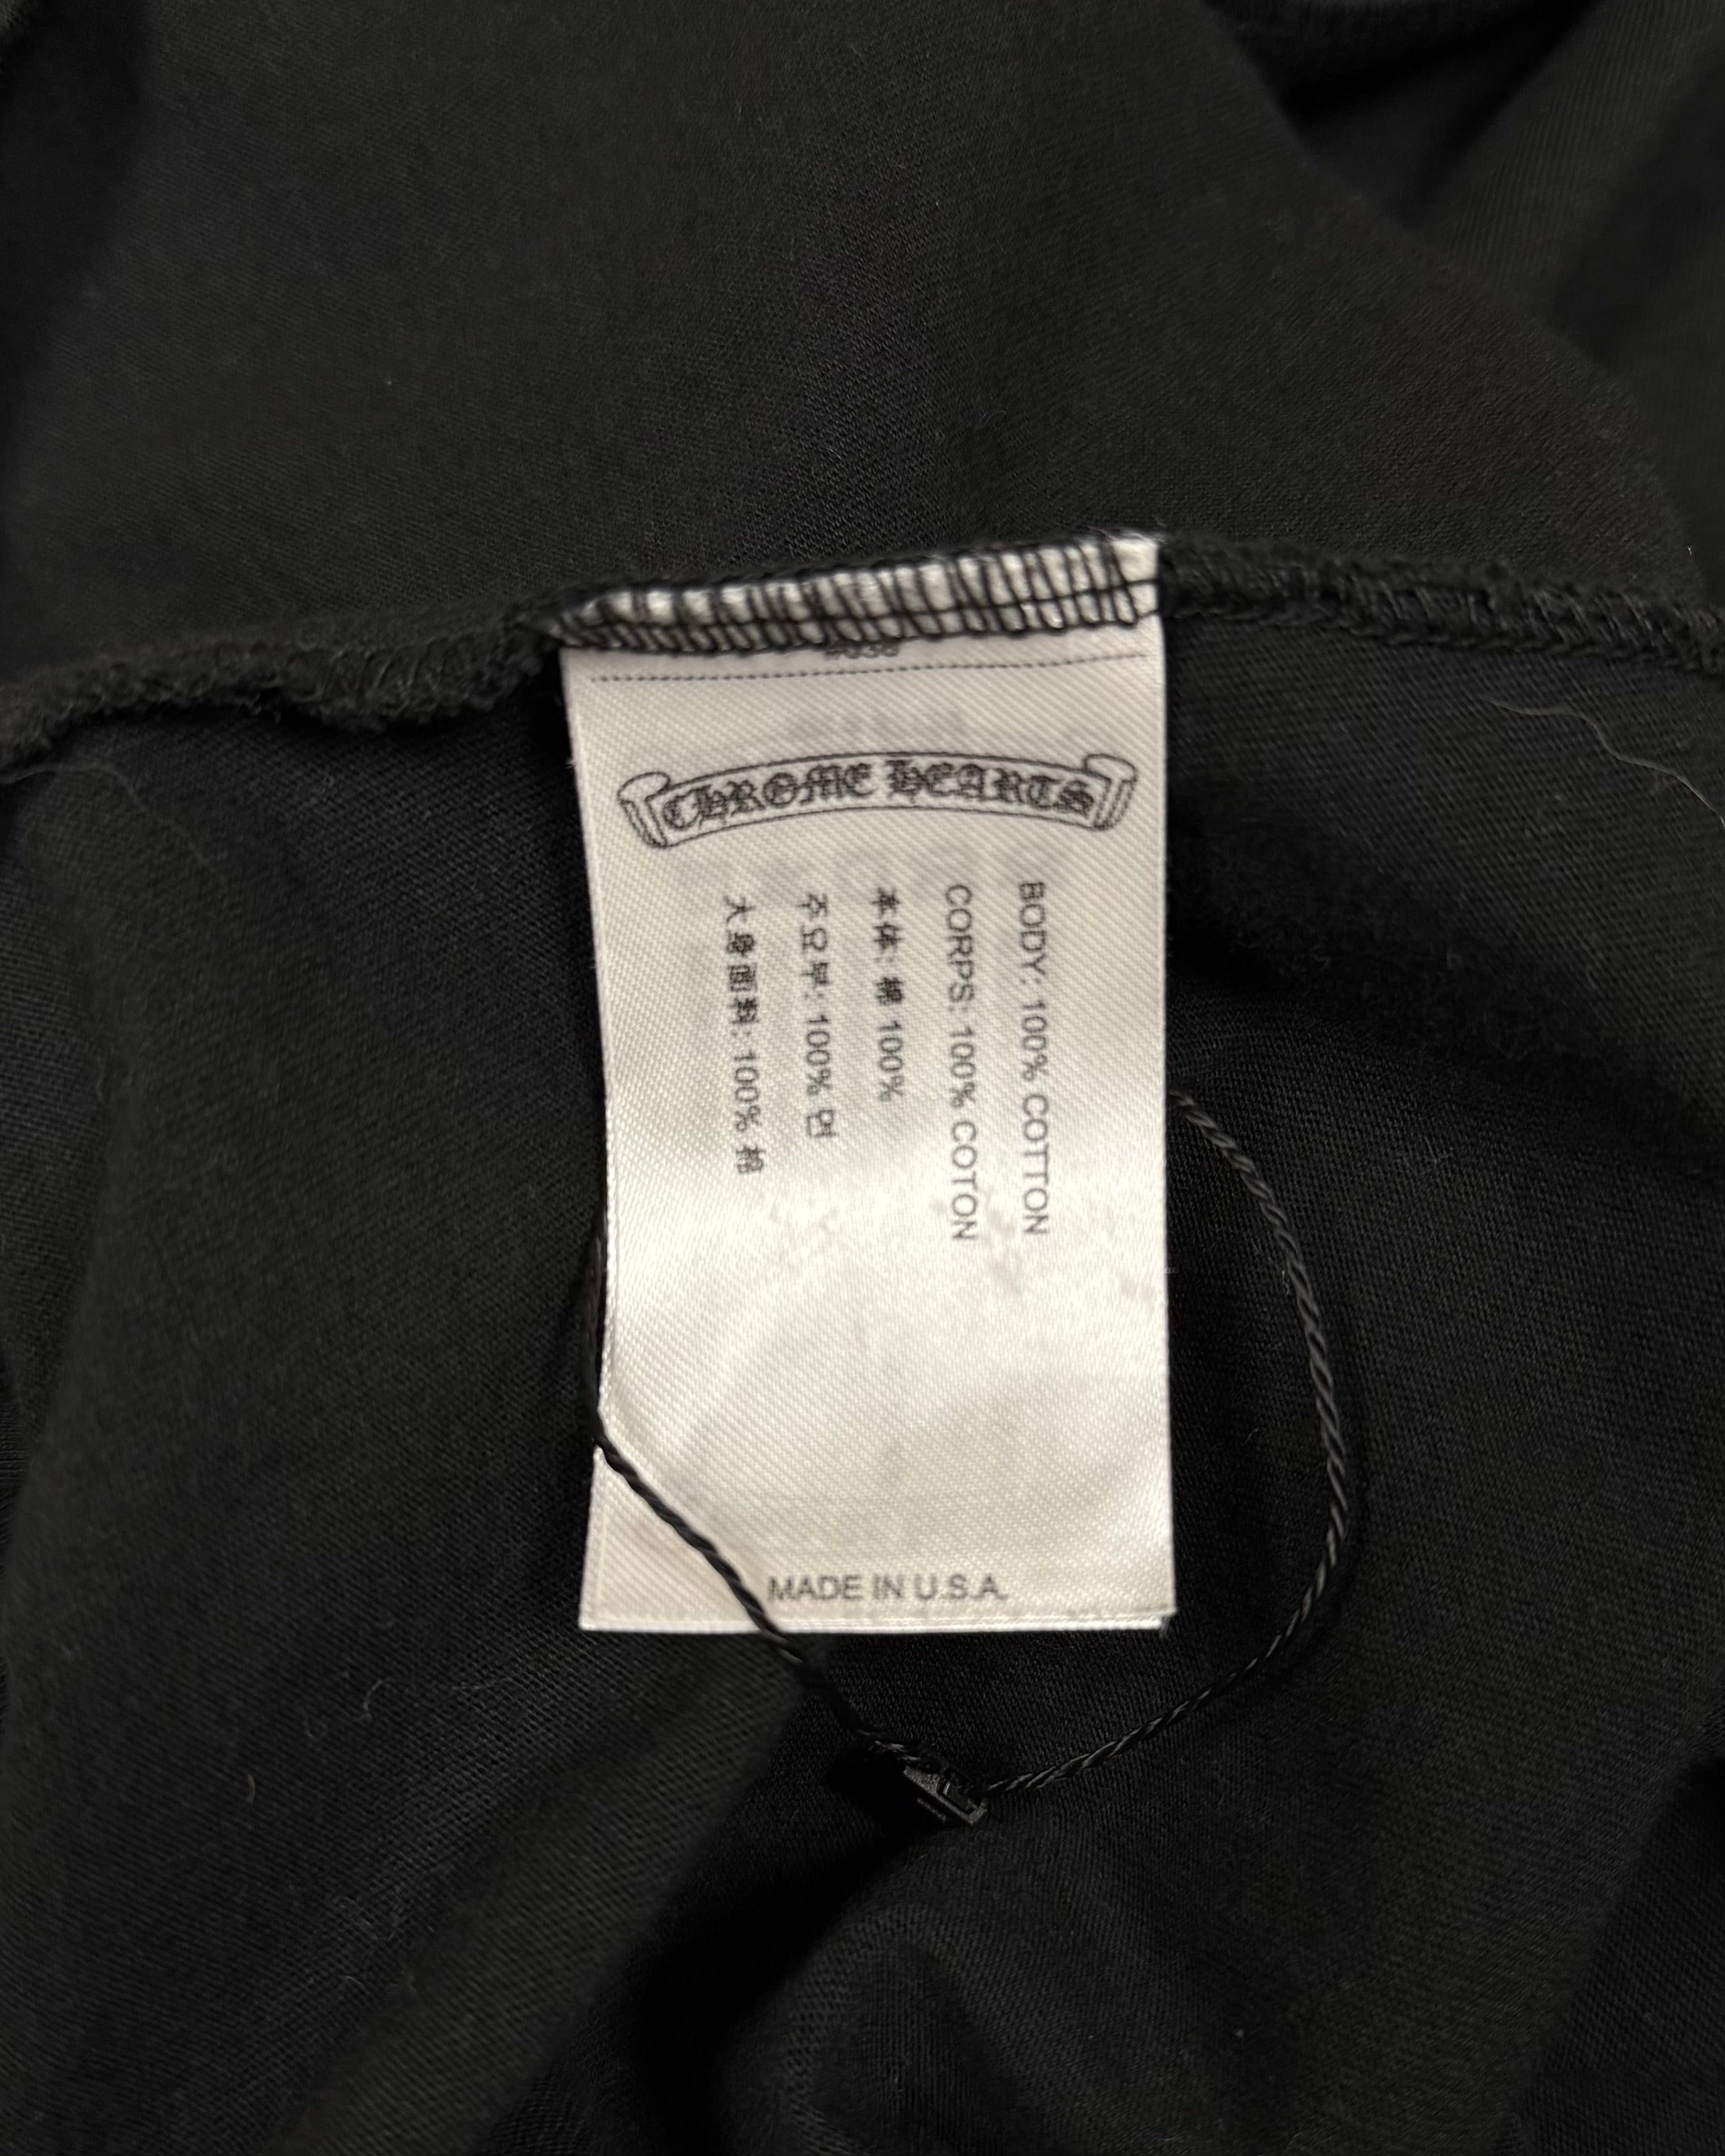 CHROME HEARTS
BODY: 100% COTTON
CORPS: 100% COTON
本体: 綿 100%
주요부: 100% 면
大身面料: 100% 棉
MADE IN U.S.A.